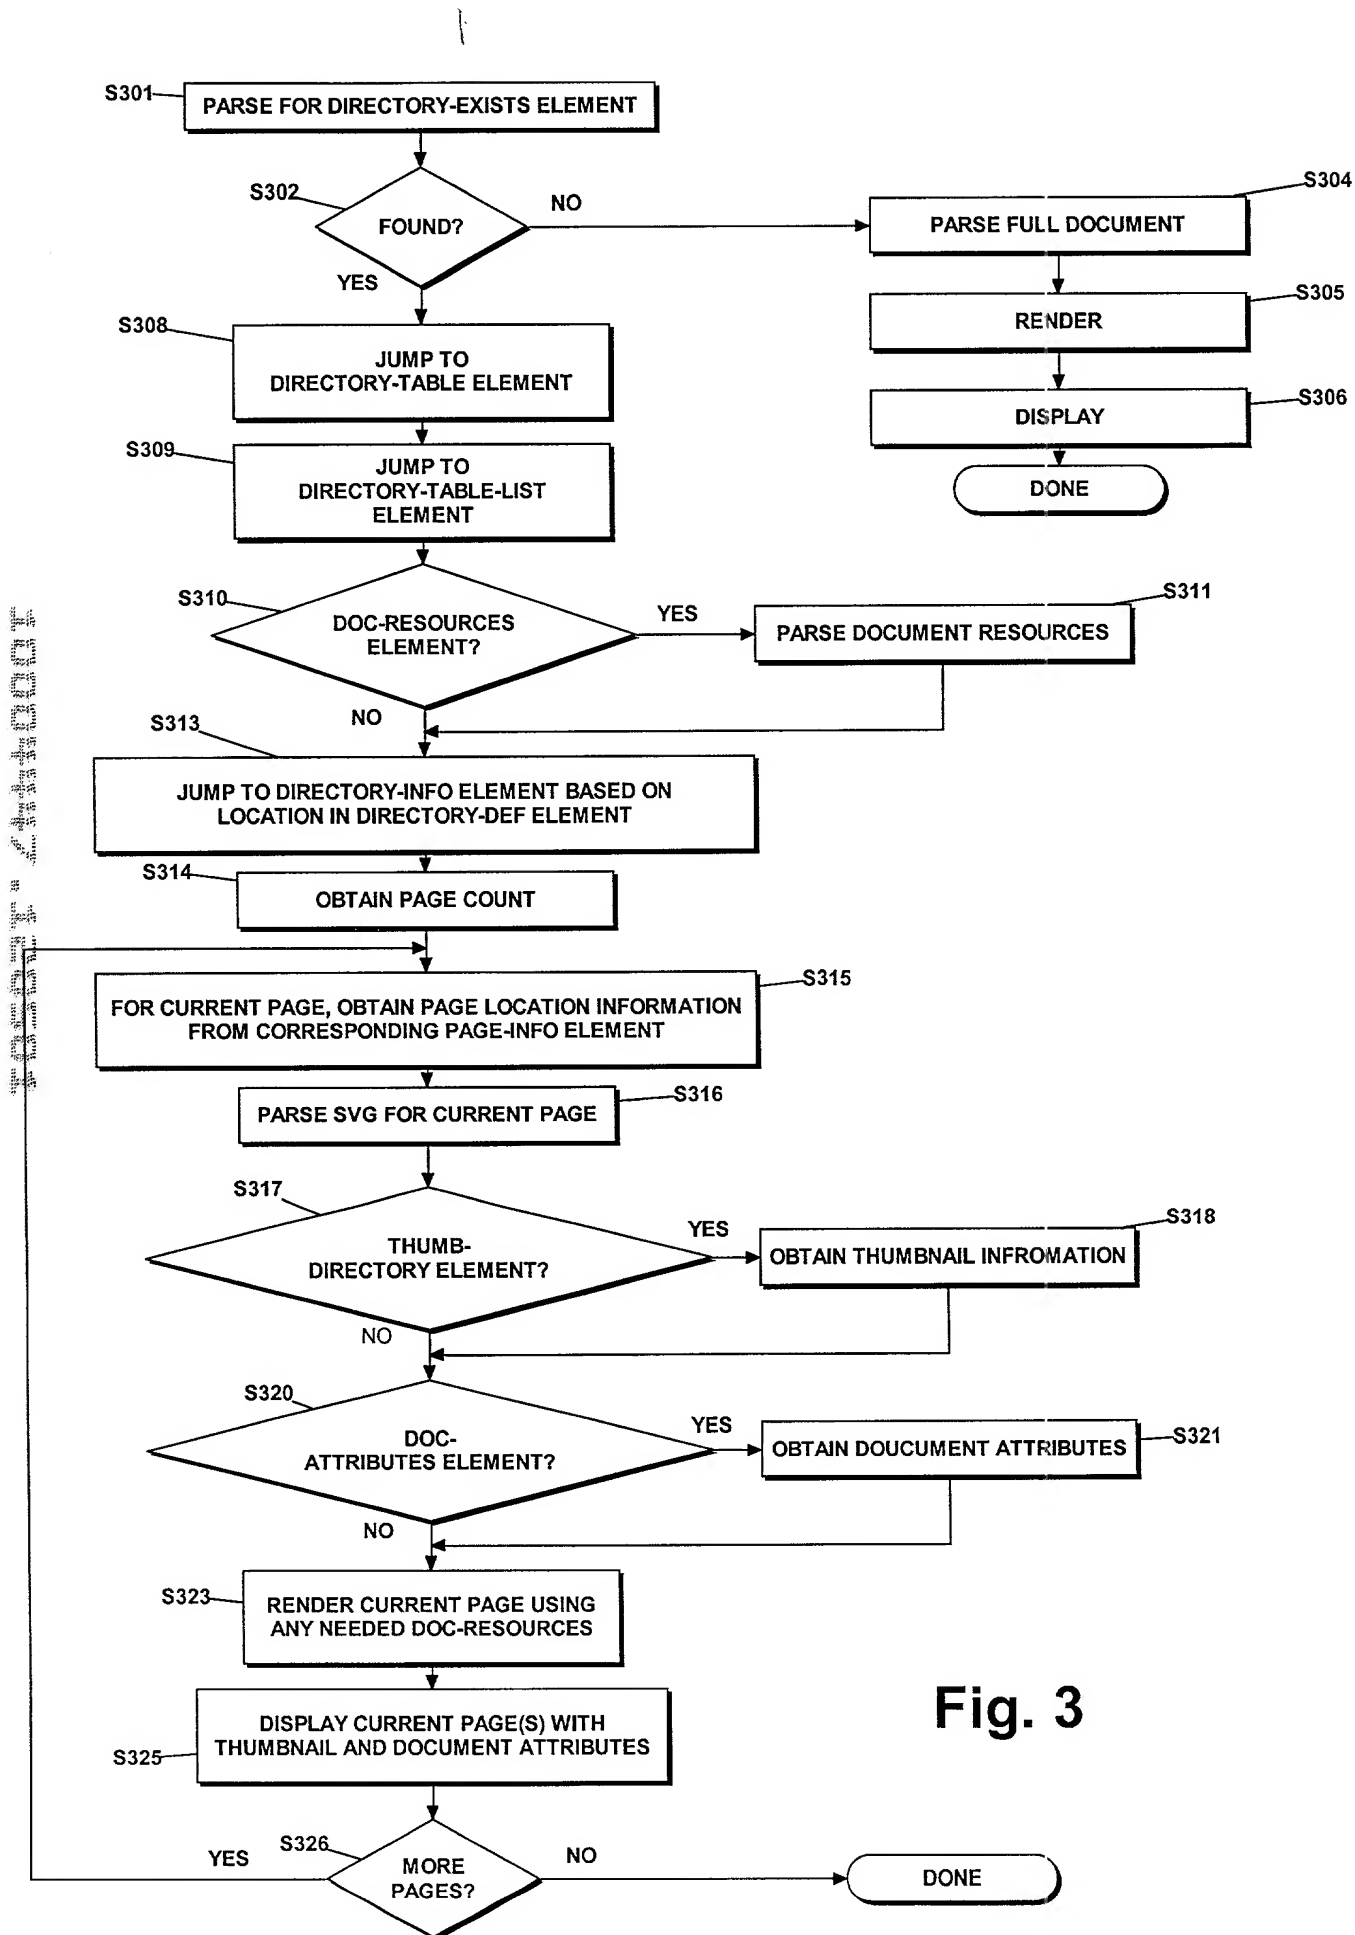 S301
PARSE FOR DIRECTORY-EXISTS ELEMENT
S302
FOUND?
NO
YES
S304
PARSE FULL DOCUMENT
S305
RENDER
S306
DISPLAY
DONE
S308
JUMP TO
DIRECTORY-TABLE ELEMENT
S309
JUMP TO
DIRECTORY-TABLE-LIST
ELEMENT
S310
DOC-RESOURCES
ELEMENT?
YES
S311
PARSE DOCUMENT RESOURCES
NO
S313
JUMP TO DIRECTORY-INFO ELEMENT BASED ON
LOCATION IN DIRECTORY-DEF ELEMENT
S314
OBTAIN PAGE COUNT
S315
FOR CURRENT PAGE, OBTAIN PAGE LOCATION INFORMATION
FROM CORRESPONDING PAGE-INFO ELEMENT
S316
PARSE SVG FOR CURRENT PAGE
S317
THUMB-
DIRECTORY ELEMENT?
YES
S318
OBTAIN THUMBNAIL INFROMATION
NO
S320
DOC-
ATTRIBUTES ELEMENT?
YES
S321
OBTAIN DOUCUMENT ATTRIBUTES
NO
S323
RENDER CURRENT PAGE USING
ANY NEEDED DOC-RESOURCES
S325
DISPLAY CURRENT PAGE(S) WITH
THUMBNAIL AND DOCUMENT ATTRIBUTES
S326
MORE
PAGES?
YES
NO
DONE
Fig. 3